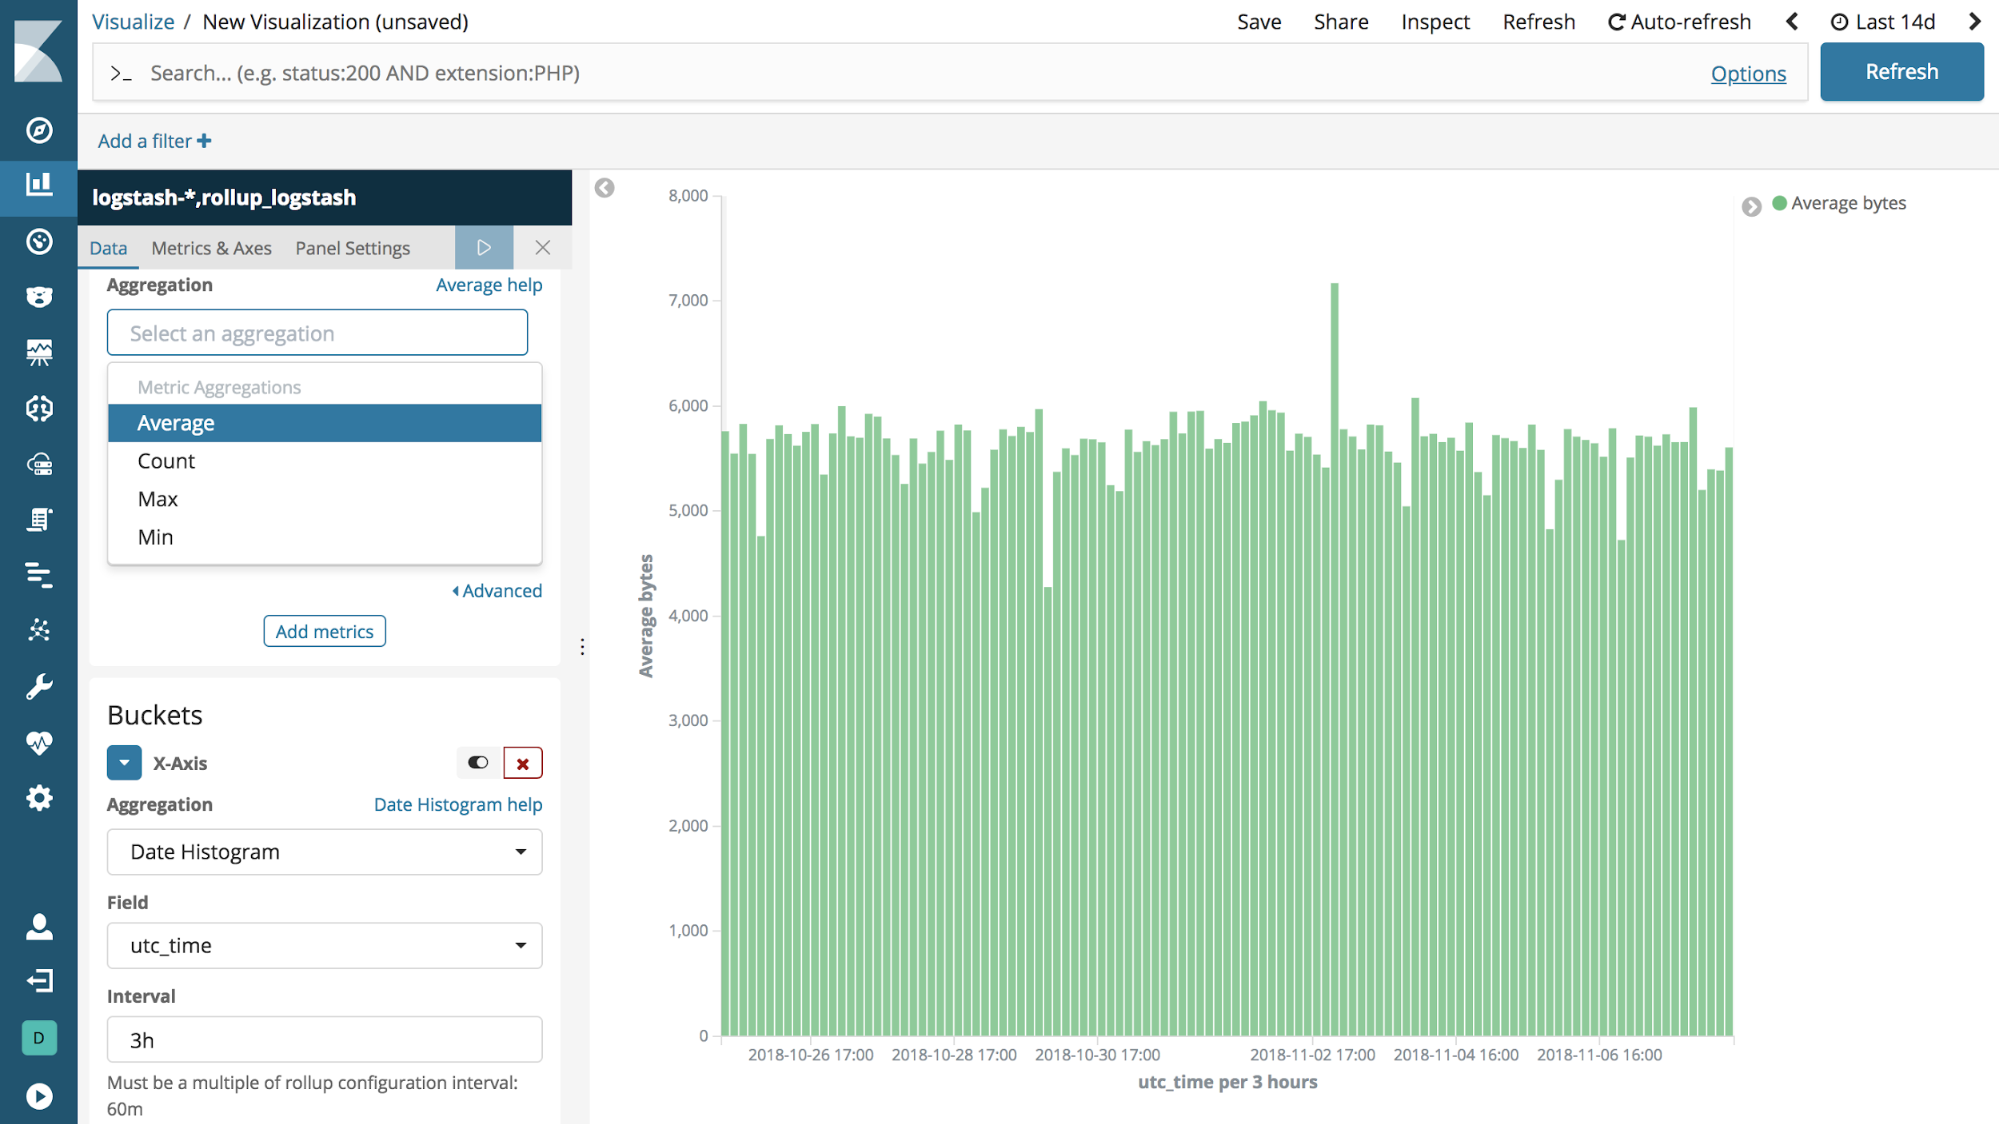 Visualize / New Visualization (unsaved)
Save Share Inspect Refresh Auto-refresh Last 14d
>_ Search... (e.g. status:200 AND extension:PHP) Options Refresh
Add a filter
logstash-*,rollup_logstash
Data Metrics & Axes Panel Settings
Aggregation Average help
Select an aggregation
Metric Aggregations
Average
Count
Max
Min
Advanced
Add metrics
Buckets
X-Axis
Aggregation Date Histogram help
Date Histogram
Field
utc_time
Interval
3h
Must be a multiple of rollup configuration interval:
60m
D
8,000
7,000
6,000
5,000
4,000
3,000
2,000
1,000
0
Average bytes
2018-10-26 17:00 2018-10-28 17:00 2018-10-30 17:00 2018-11-02 17:00 2018-11-04 16:00 2018-11-06 16:00
utc_time per 3 hours
Average bytes